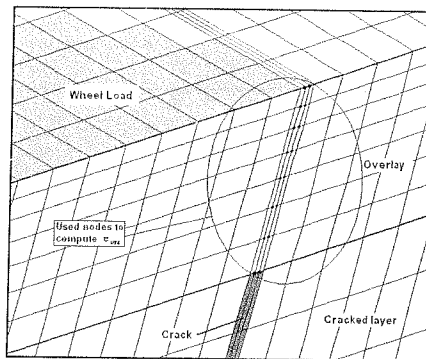 Wheel Load
Overlay
Used nodes to
compute
Crack
Cracked layer